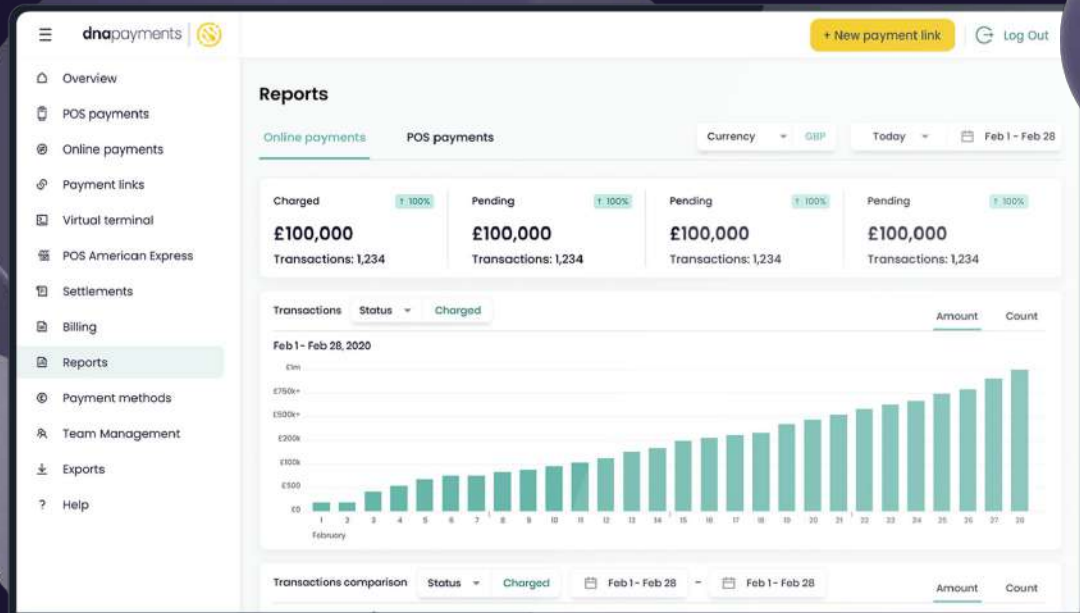 dnapayments
+ New payment link
Log Out
Overview
POS payments
Online payments
Payment links
Virtual terminal
POS American Express
Settlements
Billing
Reports
Payment methods
Team Management
Exports
? Help
Reports
Online payments POS payments
Currency GBP Today Feb 1 - Feb 28
Charged ↑ 100% Pending ↑ 100% Pending ↑ 100% Pending ↑ 100%
£100,000 £100,000 £100,000 £100,000
Transactions: 1,234 Transactions: 1,234 Transactions: 1,234 Transactions: 1,234
Transactions Status Charged Amount Count
Feb 1 - Feb 28, 2020
£1m
£750k+
£500k+
£200k
£100k
£500
£0
1 2 3 4 5 6 7 8 9 10 11 12 13 14 15 16 17 18 19 20 21 22 23 24 25 26 27 28
February
Transactions comparison Status Charged Feb 1 - Feb 28 - Feb 1 - Feb 28 Amount Count